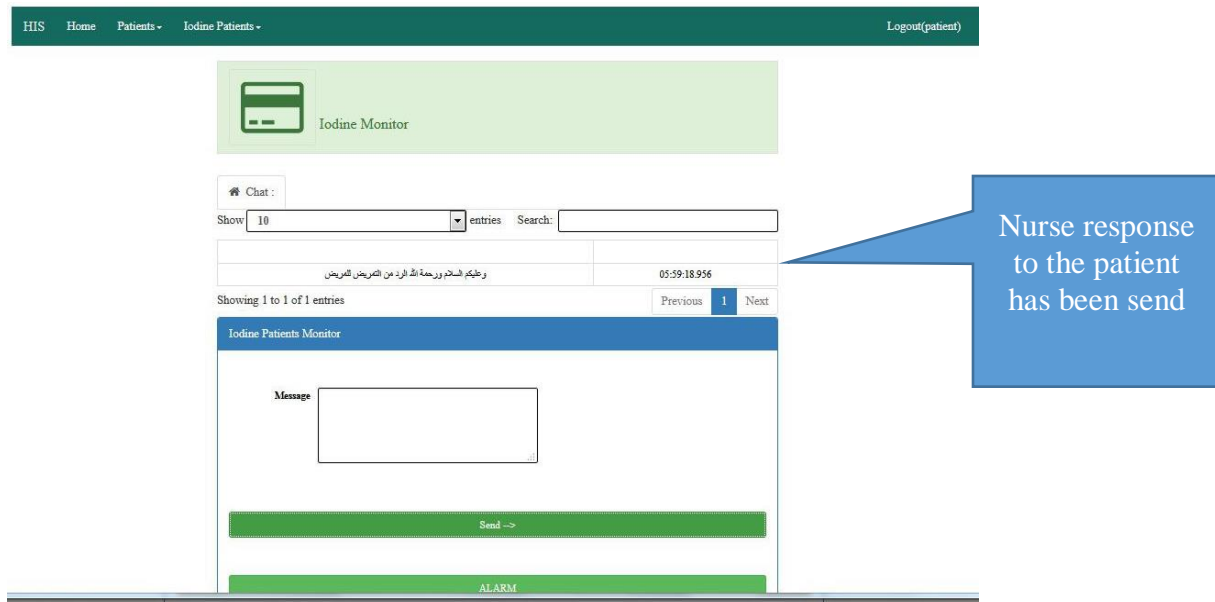 HIS Home Patients Iodine Patients Logout(patient)
Iodine Monitor
Chat :
Show 10 entries Search:
وعليكم السلام ورحمة الله الرد من التمريض للمريض 05:59:18.956
Showing 1 to 1 of 1 entries Previous 1 Next
Iodine Patients Monitor
Message
Send -->
ALARM
Nurse response
to the patient
has been send